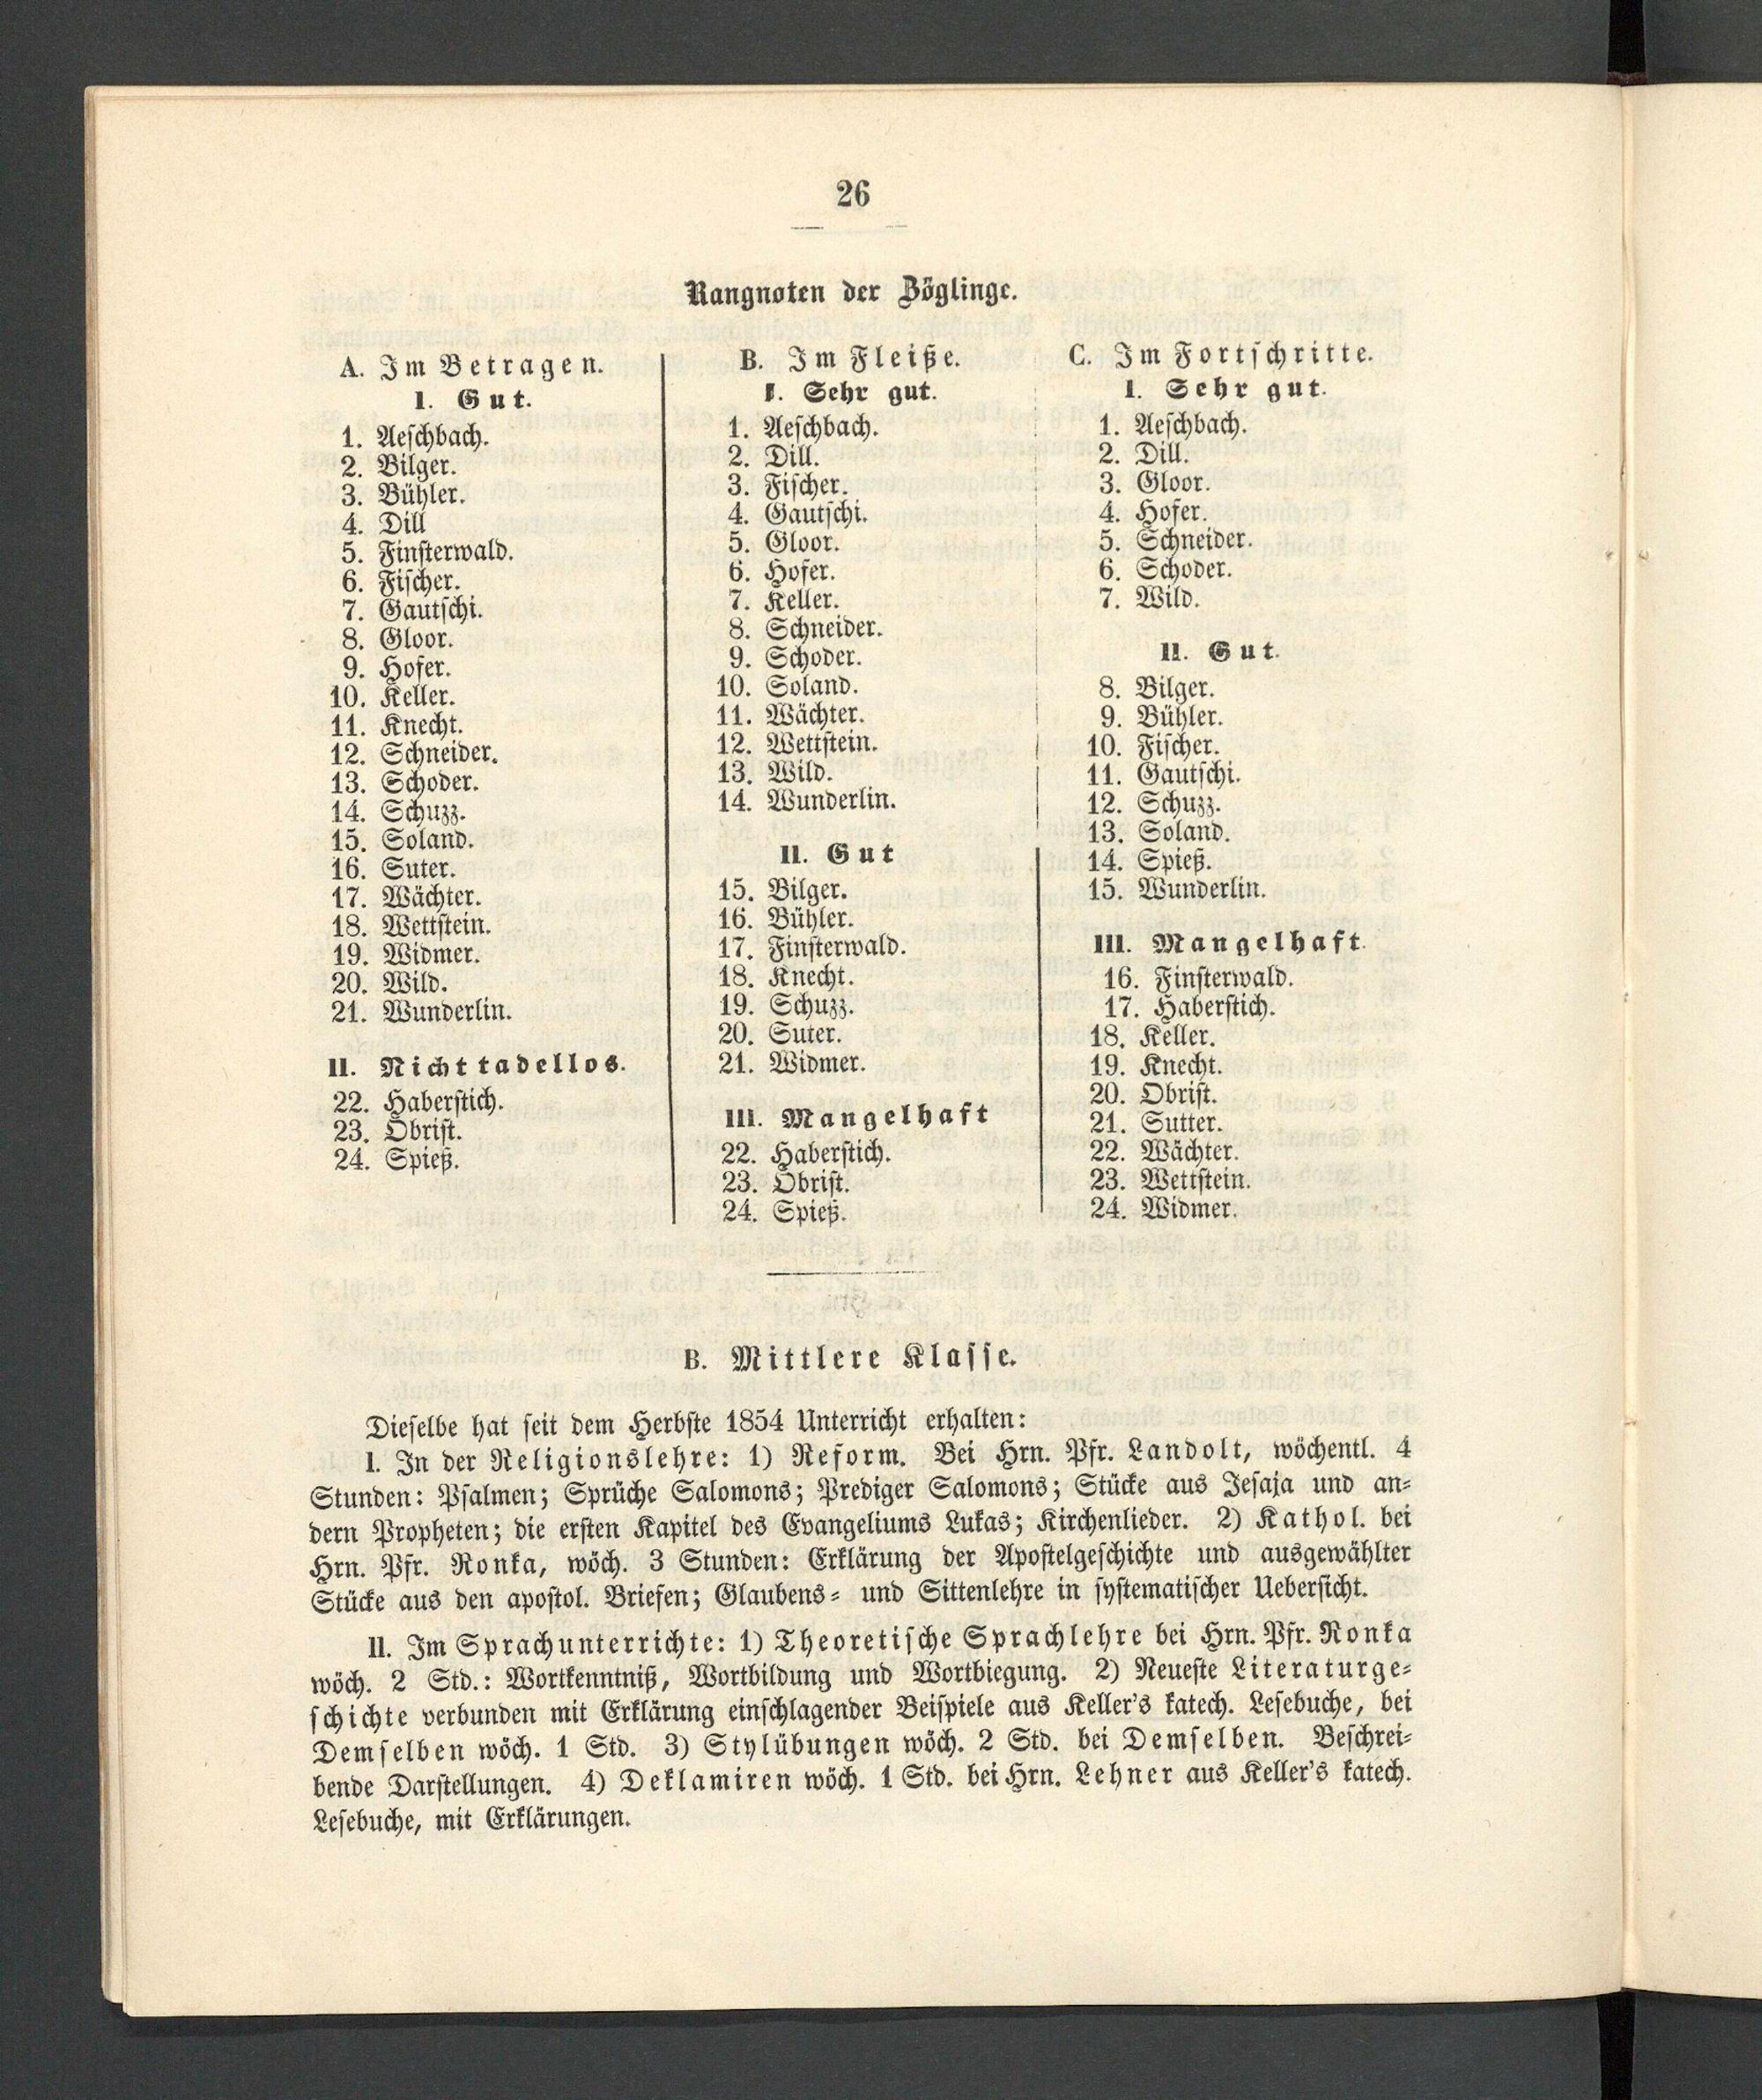 26
Rangnoten der Zöglinge.
A. Im Betragen.
I. Gut.
1. Aeschbach.
2. Bilger.
3. Bühler.
4. Dill
5. Finsterwald.
6. Fischer.
7. Gautschi.
8. Gloor.
9. Hofer.
10. Keller.
11. Knecht.
12. Schneider.
13. Schoder.
14. Schuzz.
15. Soland.
16. Suter.
17. Wächter.
18. Wettstein.
19. Widmer.
20. Wild.
21. Wunderlin.
II. Nicht tadellos.
22. Haberstich.
23. Obrist.
24. Spieß.
B. Im Fleiße.
I. Sehr gut.
1. Aeschbach.
2. Dill.
3. Fischer.
4. Gautschi.
5. Gloor.
6. Hofer.
7. Keller.
8. Schneider.
9. Schoder.
10. Soland.
11. Wächter.
12. Wettstein.
13. Wild.
14. Wunderlin.
II. Gut
15. Bilger.
16. Bühler.
17. Finsterwald.
18. Knecht.
19. Schuzz.
20. Suter.
21. Widmer.
III. Mangelhaft
22. Haberstich.
23. Obrist.
24. Spieß.
C. Im Fortschritte.
I. Sehr gut.
1. Aeschbach.
2. Dill.
3. Gloor.
4. Hofer.
5. Schneider.
6. Schoder.
7. Wild.
II. Gut.
8. Bilger.
9. Bühler.
10. Fischer.
11. Gautschi.
12. Schuzz.
13. Soland.
14. Spieß.
15. Wunderlin.
III. Mangelhaft.
16. Finsterwald.
17. Haberstich.
18. Keller.
19. Knecht.
20. Obrist.
21. Sutter.
22. Wächter.
23. Wettstein.
24. Widmer.
B. Mittlere Klasse.
Dieselbe hat seit dem Herbste 1854 Unterricht erhalten:
I. In der Religionslehre: 1) Reform. Bei Hrn. Pfr. Landolt, wöchentl. 4
Stunden: Psalmen; Sprüche Salomons; Prediger Salomons; Stücke aus Jesaja und an-
dern Propheten; die ersten Kapitel des Evangeliums Lukas; Kirchenlieder. 2) Kathol. bei
Hrn. Pfr. Ronka, wöch. 3 Stunden: Erklärung der Apostelgeschichte und ausgewählter
Stücke aus den apostol. Briefen; Glaubens- und Sittenlehre in systematischer Uebersicht.
II. Im Sprachunterrichte: 1) Theoretische Sprachlehre bei Hrn. Pfr. Ronka
wöch. 2 Std.: Wortkenntniß, Wortbildung und Wortbiegung. 2) Neueste Literaturge-
schichte verbunden mit Erklärung einschlagender Beispiele aus Keller's katech. Lesebuche, bei
Demselben wöch. 1 Std. 3) Stylübungen wöch. 2 Std. bei Demselben. Beschrei-
bende Darstellungen. 4) Deklamiren wöch. 1 Std. bei Hrn. Lehner aus Keller's katech.
Lesebuche, mit Erklärungen.